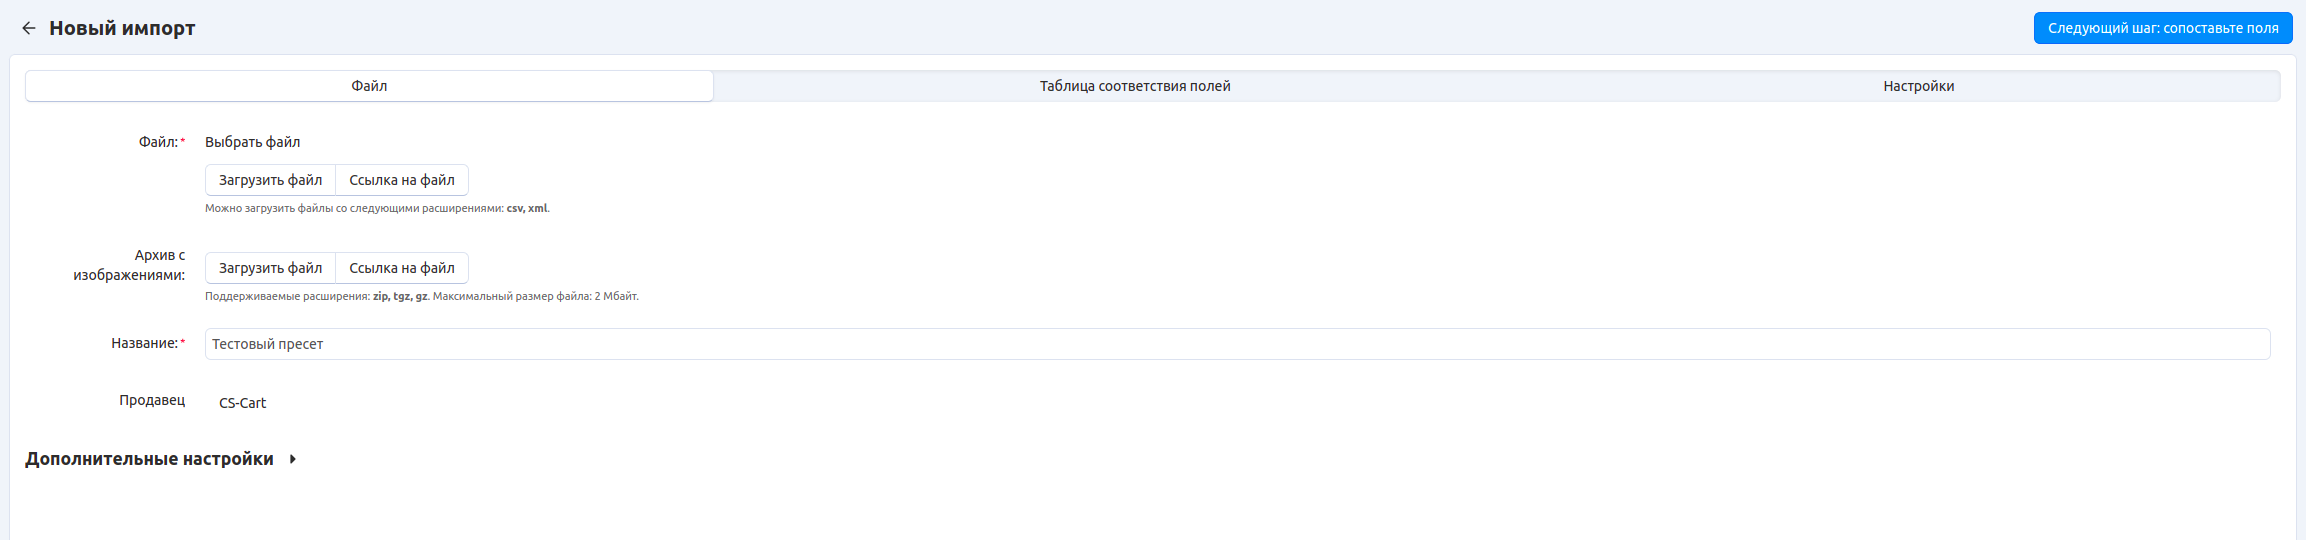 Новый импорт
Следующий шаг: сопоставьте поля
Файл
Таблица соответствия полей
Настройки
Файл:* Выбрать файл
Загрузить файл Ссылка на файл
Можно загрузить файлы со следующими расширениями: csv, xml.
Архив с
изображениями:
Загрузить файл Ссылка на файл
Поддерживаемые расширения: zip, tgz, gz. Максимальный размер файла: 2 Мбайт.
Название:* Тестовый пресет
Продавец CS-Cart
Дополнительные настройки